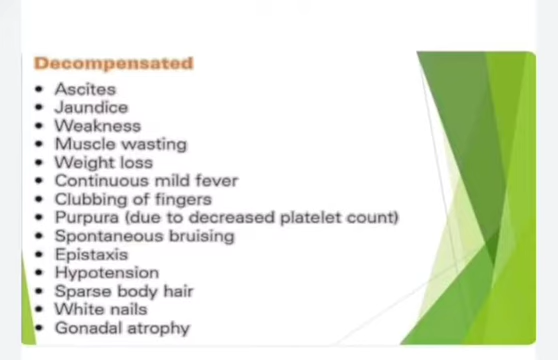 Decompensated
• Ascites
• Jaundice
• Weakness
• Muscle wasting
• Weight loss
• Continuous mild fever
• Clubbing of fingers
• Purpura (due to decreased platelet count)
• Spontaneous bruising
• Epistaxis
• Hypotension
• Sparse body hair
• White nails
• Gonadal atrophy